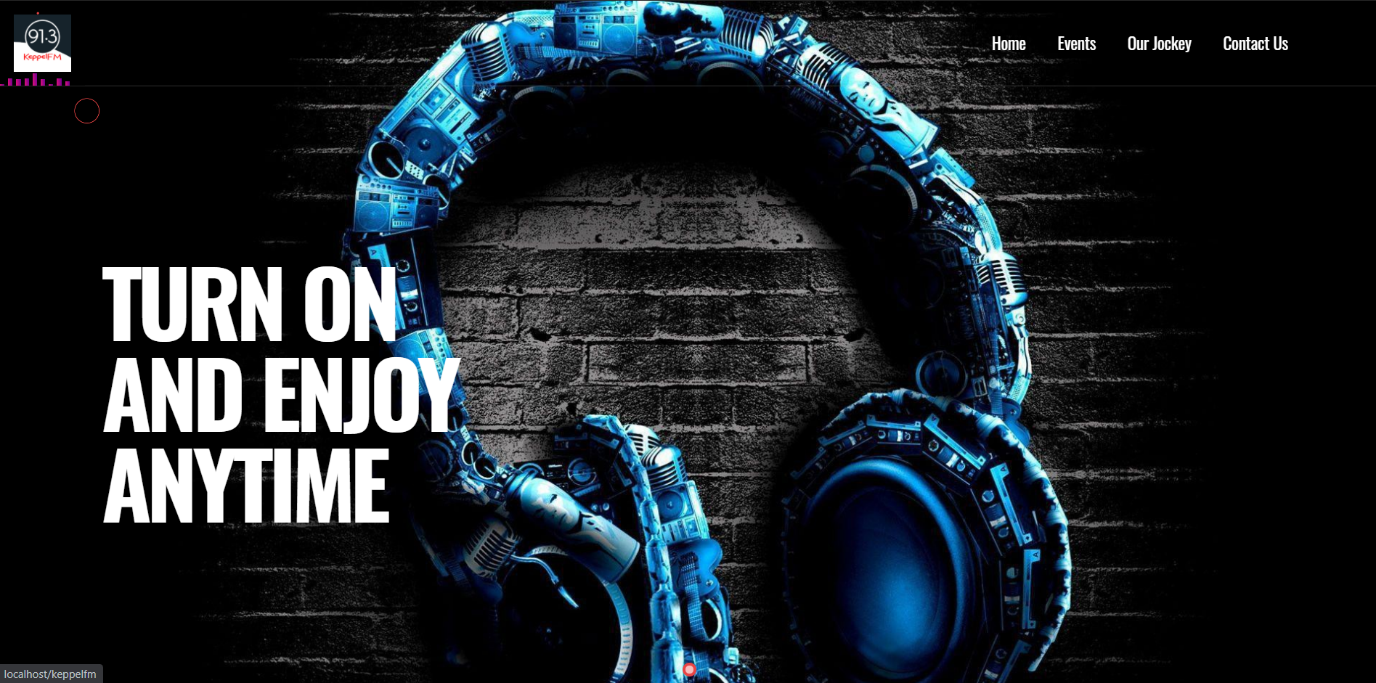 91.3
KeppelFM
Home Events Our Jockey Contact Us
TURN ON
AND ENJOY
ANYTIME
localhost/keppelfm